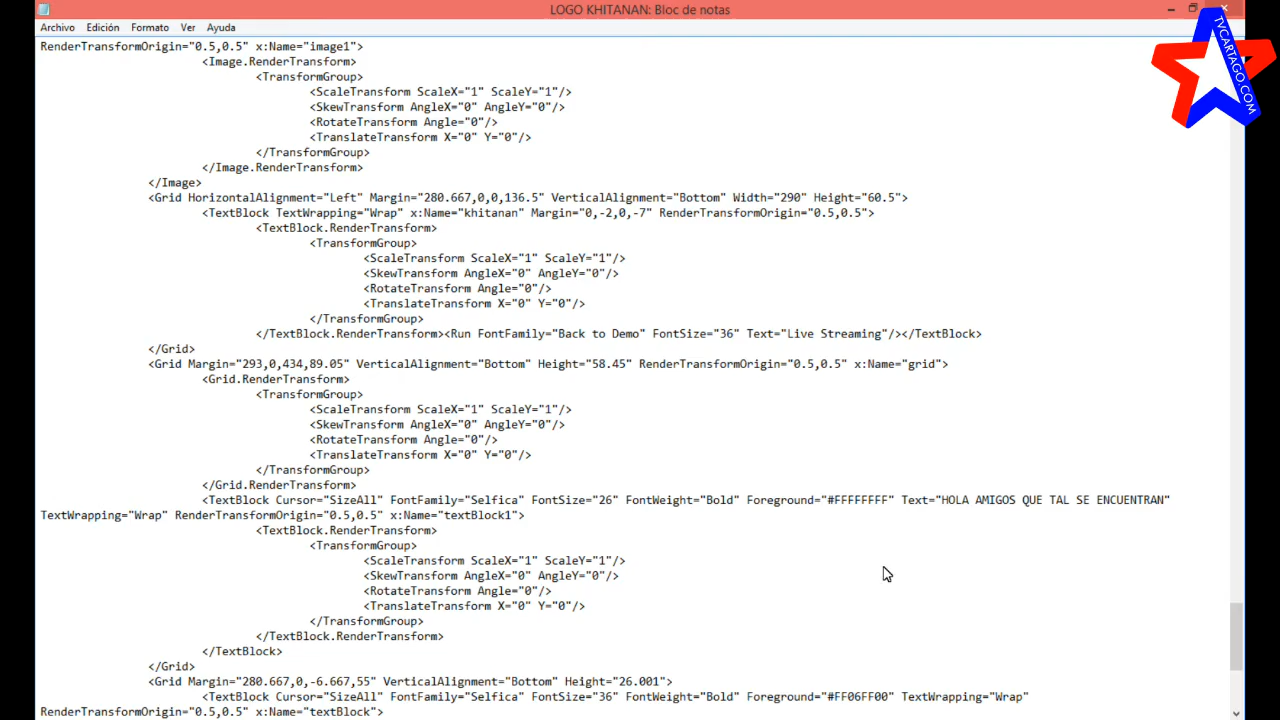 LOGO KHITANAN: Bloc de notas
Archivo Edición Formato Ver Ayuda
TVCARTAGO.COM
RenderTransformOrigin="0.5,0.5" x:Name="image1">
<Image.RenderTransform>
<TransformGroup>
<ScaleTransform ScaleX="1" ScaleY="1"/>
<SkewTransform AngleX="0" AngleY="0"/>
<RotateTransform Angle="0"/>
<TranslateTransform X="0" Y="0"/>
</TransformGroup>
</Image.RenderTransform>
</Image>
<Grid HorizontalAlignment="Left" Margin="280.667,0,0,136.5" VerticalAlignment="Bottom" Width="290" Height="60.5">
<TextBlock TextWrapping="Wrap" x:Name="khitanan" Margin="0,-2,0,-7" RenderTransformOrigin="0.5,0.5">
<TextBlock.RenderTransform>
<TransformGroup>
<ScaleTransform ScaleX="1" ScaleY="1"/>
<SkewTransform AngleX="0" AngleY="0"/>
<RotateTransform Angle="0"/>
<TranslateTransform X="0" Y="0"/>
</TransformGroup>
</TextBlock.RenderTransform><Run FontFamily="Back to Demo" FontSize="36" Text="Live Streaming"/></TextBlock>
</Grid>
<Grid Margin="293,0,434,89.05" VerticalAlignment="Bottom" Height="58.45" RenderTransformOrigin="0.5,0.5" x:Name="grid">
<Grid.RenderTransform>
<TransformGroup>
<ScaleTransform ScaleX="1" ScaleY="1"/>
<SkewTransform AngleX="0" AngleY="0"/>
<RotateTransform Angle="0"/>
<TranslateTransform X="0" Y="0"/>
</TransformGroup>
</Grid.RenderTransform>
<TextBlock Cursor="SizeAll" FontFamily="Selfica" FontSize="26" FontWeight="Bold" Foreground="#FFFFFFFF" Text="HOLA AMIGOS QUE TAL SE ENCUENTRAN"
TextWrapping="Wrap" RenderTransformOrigin="0.5,0.5" x:Name="textBlock1">
<TextBlock.RenderTransform>
<TransformGroup>
<ScaleTransform ScaleX="1" ScaleY="1"/>
<SkewTransform AngleX="0" AngleY="0"/>
<RotateTransform Angle="0"/>
<TranslateTransform X="0" Y="0"/>
</TransformGroup>
</TextBlock.RenderTransform>
</TextBlock>
</Grid>
<Grid Margin="280.667,0,-6.667,55" VerticalAlignment="Bottom" Height="26.001">
<TextBlock Cursor="SizeAll" FontFamily="Selfica" FontSize="36" FontWeight="Bold" Foreground="#FF06FF00" TextWrapping="Wrap"
RenderTransformOrigin="0.5,0.5" x:Name="textBlock">